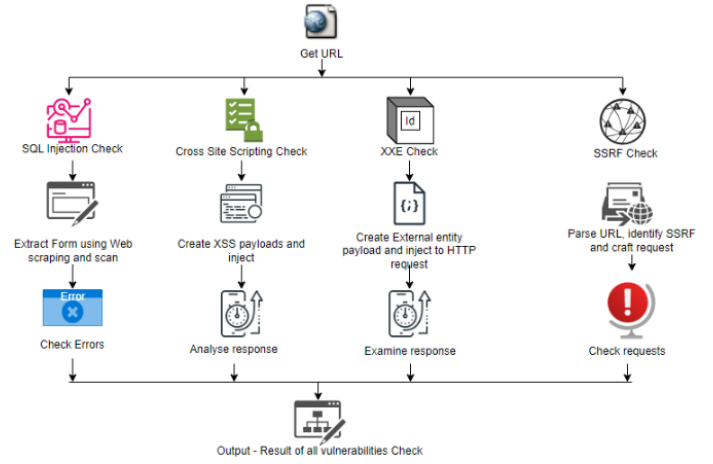 Get URL
SQL Injection Check
Cross Site Scripting Check
Id
XXE Check
SSRF Check
{;}
Extract Form using Web
scraping and scan
Create XSS payloads and
inject
Create External entity
payload and inject to HTTP
request
Parse URL, identify SSRF
and craft request
Error
Check Errors
Analyse response
Examine response
Check requests
Output - Result of all vulnerabilities Check